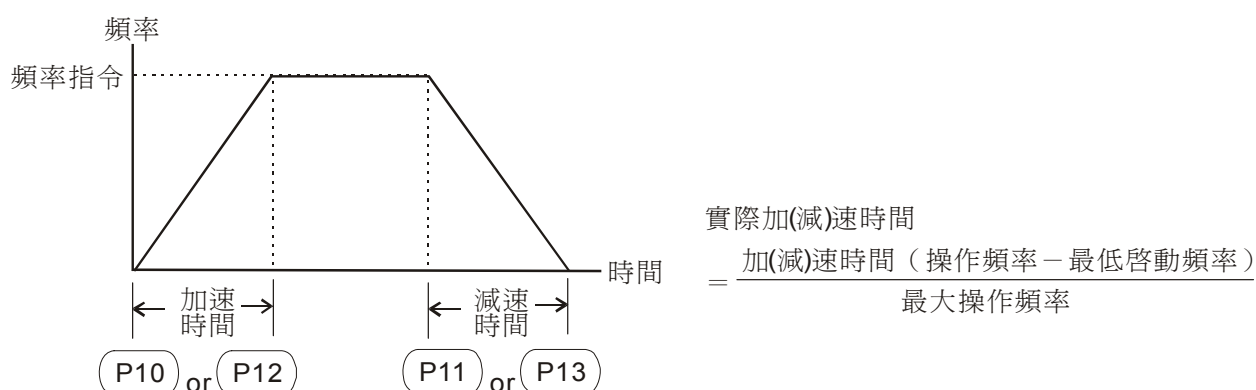 頻率
頻率指令
時間
加速
時間
減速
時間
P10 or P12
P11 or P13
實際加(減)速時間
= 加(減)速時間（操作頻率－最低啓動頻率）
最大操作頻率